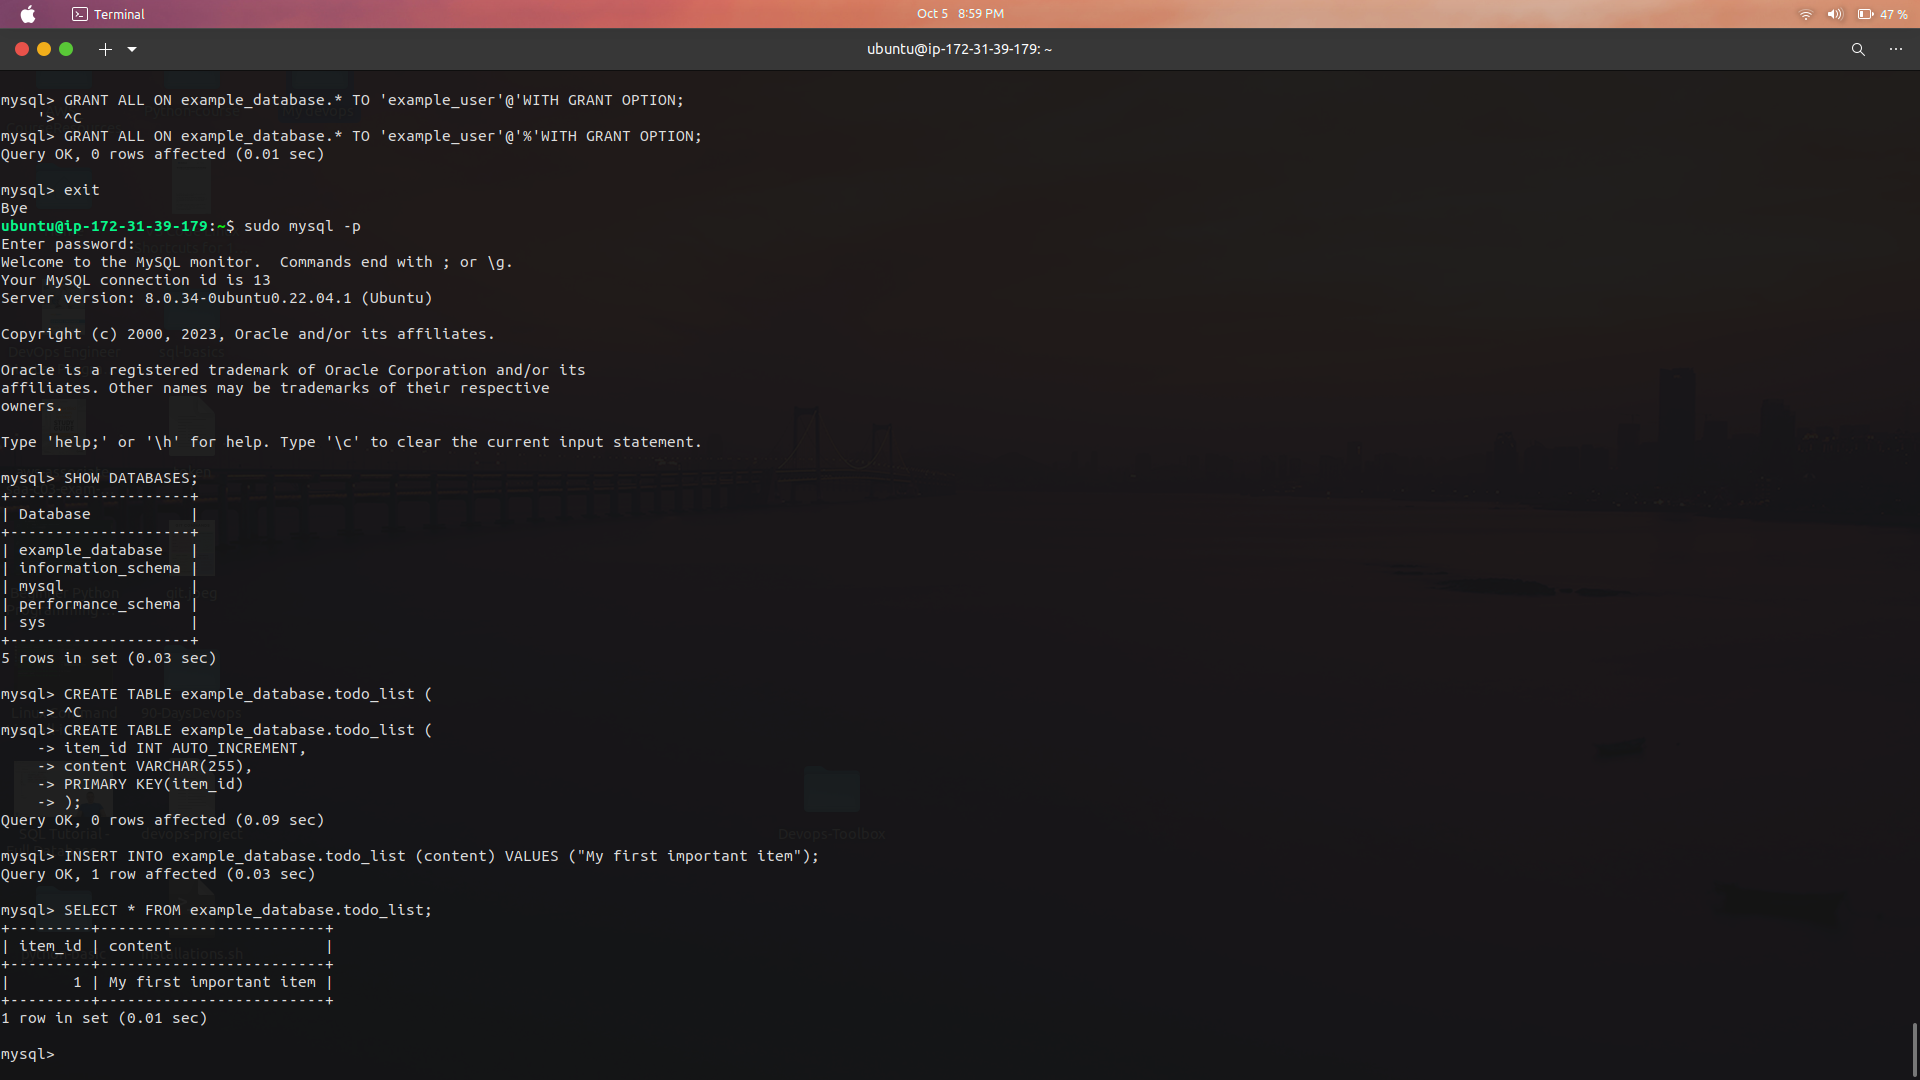 Terminal
Oct 5 8:59 PM
47 %
ubuntu@ip-172-31-39-179: ~
mysql> GRANT ALL ON example_database.* TO 'example_user'@'WITH GRANT OPTION;
    '> ^C
mysql> GRANT ALL ON example_database.* TO 'example_user'@'%'WITH GRANT OPTION;
Query OK, 0 rows affected (0.01 sec)
mysql> exit
Bye
ubuntu@ip-172-31-39-179:~$ sudo mysql -p
Enter password:
Welcome to the MySQL monitor.  Commands end with ; or \g.
Your MySQL connection id is 13
Server version: 8.0.34-0ubuntu0.22.04.1 (Ubuntu)
Copyright (c) 2000, 2023, Oracle and/or its affiliates.
Oracle is a registered trademark of Oracle Corporation and/or its
affiliates. Other names may be trademarks of their respective
owners.
Type 'help;' or '\h' for help. Type '\c' to clear the current input statement.
mysql> SHOW DATABASES;
+--------------------+
| Database           |
+--------------------+
| example_database   |
| information_schema |
| mysql              |
| performance_schema |
| sys                |
+--------------------+
5 rows in set (0.03 sec)
mysql> CREATE TABLE example_database.todo_list (
    -> ^C
mysql> CREATE TABLE example_database.todo_list (
    -> item_id INT AUTO_INCREMENT,
    -> content VARCHAR(255),
    -> PRIMARY KEY(item_id)
    -> );
Query OK, 0 rows affected (0.09 sec)
Devops-Toolbox
mysql> INSERT INTO example_database.todo_list (content) VALUES ("My first important item");
Query OK, 1 row affected (0.03 sec)
mysql> SELECT * FROM example_database.todo_list;
+---------+-------------------------+
| item_id | content                 |
+---------+-------------------------+
|       1 | My first important item |
+---------+-------------------------+
1 row in set (0.01 sec)
mysql>